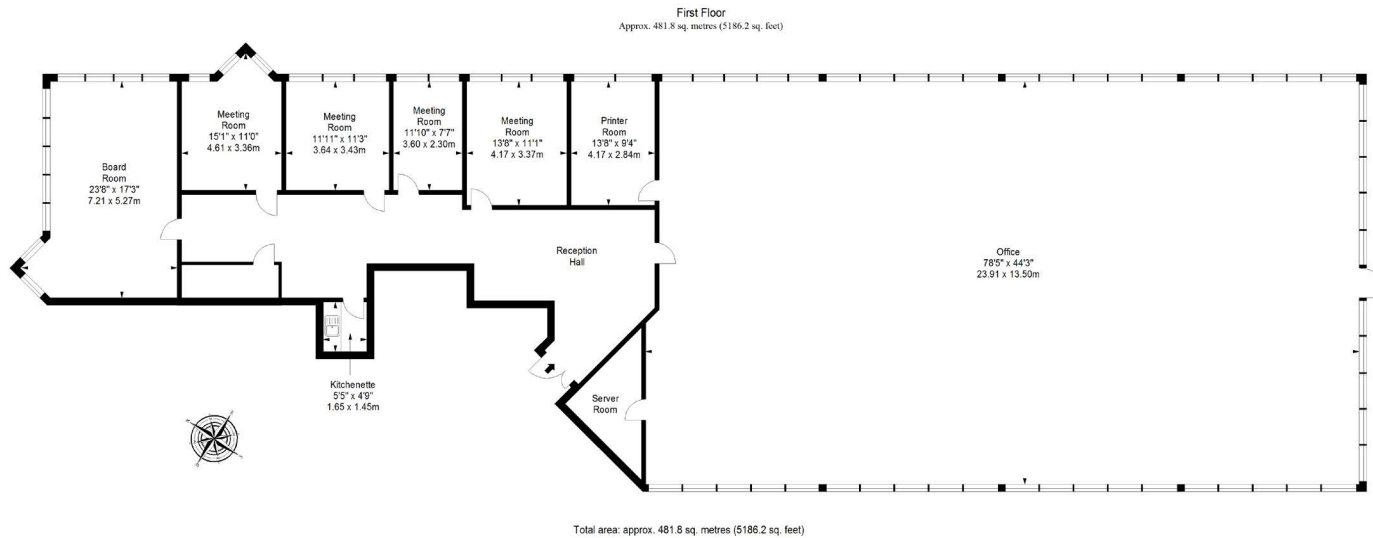 First Floor
Approx. 481.8 sq. metres (5186.2 sq. feet)
Board
Room
23'8" x 17'3"
7.21 x 5.27m
Meeting
Room
15'1" x 11'0"
4.61 x 3.36m
Meeting
Room
11'11" x 11'3"
3.64 x 3.43m
Meeting
Room
11'10" x 7'7"
3.60 x 2.30m
Meeting
Room
13'8" x 11'1"
4.17 x 3.37m
Printer
Room
13'8" x 9'4"
4.17 x 2.84m
Reception
Hall
Office
78'5" x 44'3"
23.91 x 13.50m
Kitchenette
5'5" x 4'9"
1.65 x 1.45m
Server
Room
Total area: approx. 481.8 sq. metres (5186.2 sq. feet)